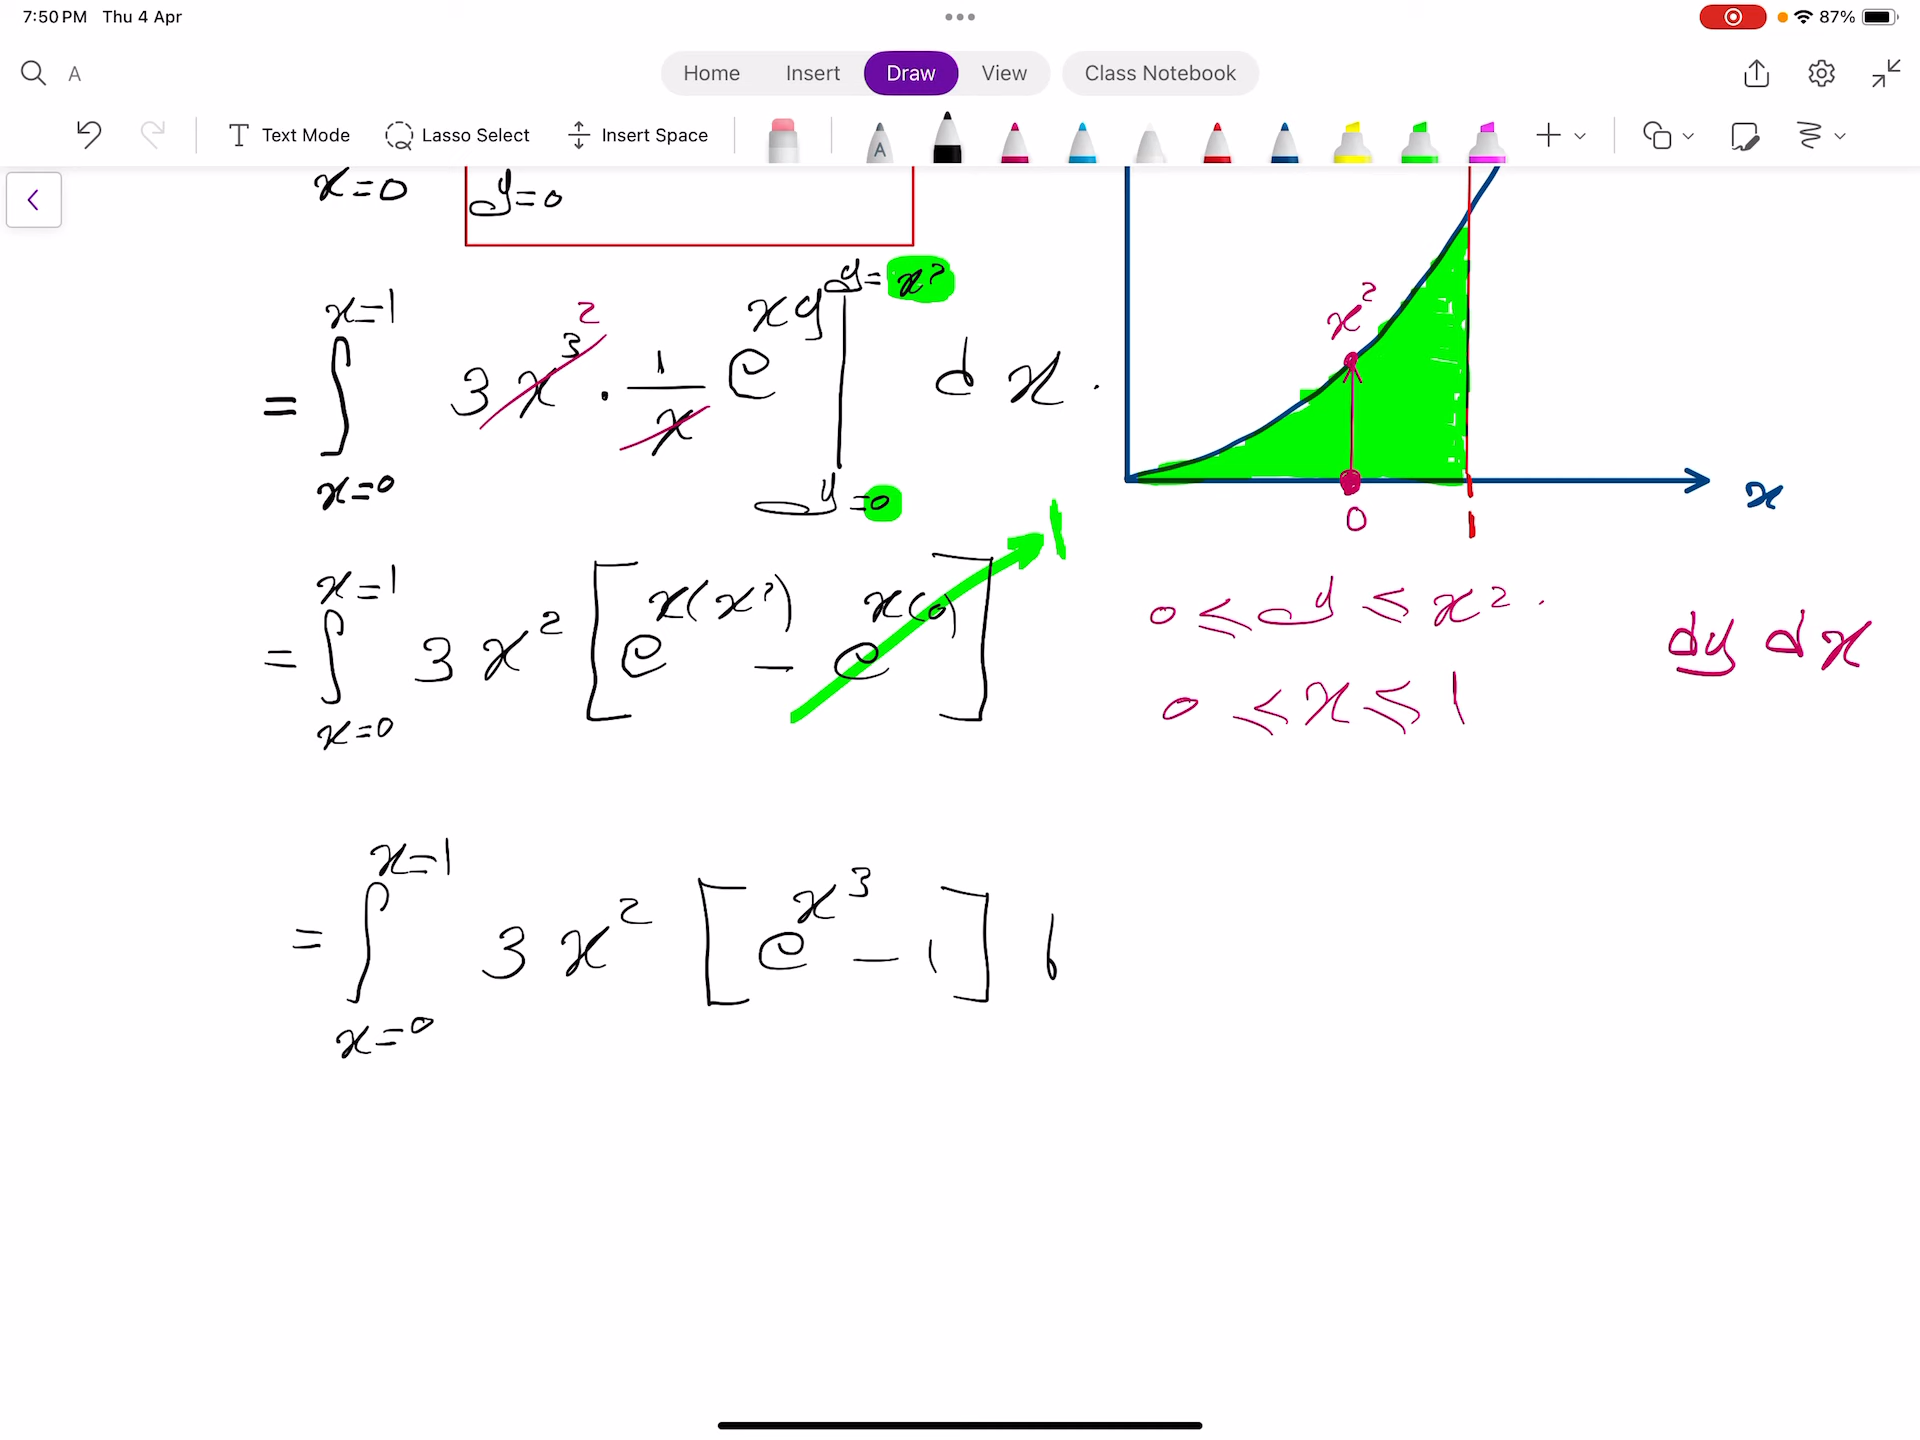 7:50 PM Thu 4 Apr
87%
A
Home Insert Draw View Class Notebook
T Text Mode Lasso Select Insert Space A
x=0
y=0
x=1
y=x²
= ∫ 3x³ · 1/x e^{xy} | dx.
2
x=0
y=0
x²
0
1
x
x=1
= ∫ 3x² [e^{x(x²)} − e^{x(0)}]
1
x=0
0 ≤ y ≤ x².
dy dx
0 ≤ x ≤ 1
x=1
= ∫ 3x² [e^{x³} − 1]
x=0